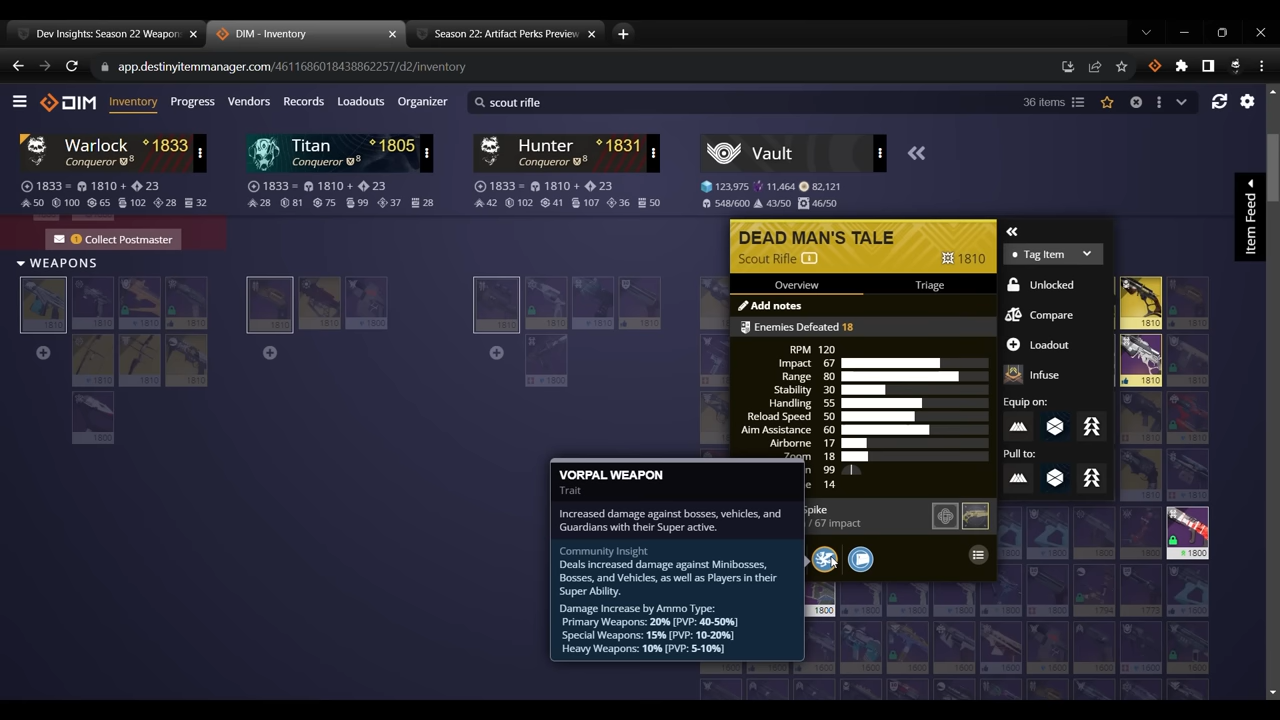 Dev Insights: Season 22 Weapon
DIM - Inventory
Season 22: Artifact Perks Preview
app.destinyitemmanager.com/4611686018438862257/d2/inventory
DIM
Inventory
Progress
Vendors
Records
Loadouts
Organizer
scout rifle
36 items
Warlock
1833
Conqueror 8
Titan
1805
Conqueror 8
Hunter
1831
Conqueror 8
Vault
1833 = 1810 + 23
50 100 65 102 28 32
1833 = 1810 + 23
28 81 75 99 37 28
1833 = 1810 + 23
42 102 41 107 36 50
123,975 11,464 82,121
548/600 43/50 46/50
Item Feed
1 Collect Postmaster
WEAPONS
DEAD MAN'S TALE
Scout Rifle
1810
Overview
Triage
Add notes
Enemies Defeated 18
RPM 120
Impact 67
Range 80
Stability 30
Handling 55
Reload Speed 50
Aim Assistance 60
Airborne 17
Zoom 18
99
14
Spike
/ 67 impact
Tag Item
Unlocked
Compare
Loadout
Infuse
Equip on:
Pull to:
VORPAL WEAPON
Trait
Increased damage against bosses, vehicles, and
Guardians with their Super active.
Community Insight
Deals increased damage against Minibosses,
Bosses, and Vehicles, as well as Players in their
Super Ability.
Damage Increase by Ammo Type:
Primary Weapons: 20% [PVP: 40-50%]
Special Weapons: 15% [PVP: 10-20%]
Heavy Weapons: 10% [PVP: 5-10%]